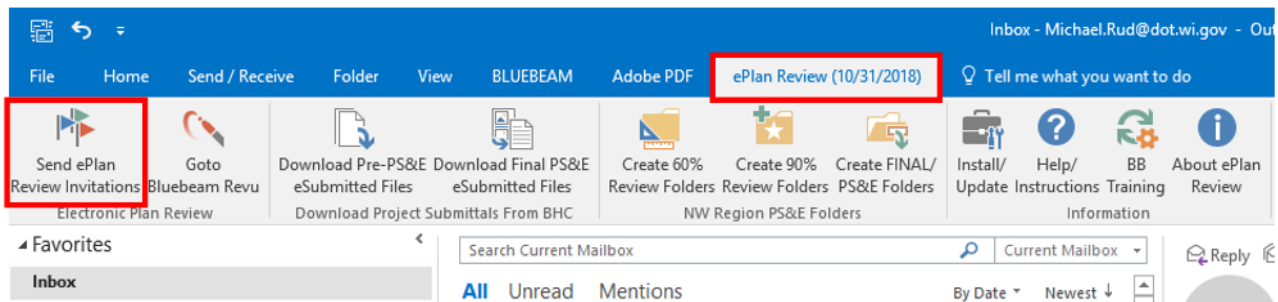 Inbox - Michael.Rud@dot.wi.gov - Out
File Home Send / Receive Folder View BLUEBEAM Adobe PDF ePlan Review (10/31/2018) Tell me what you want to do
Send ePlan Goto Download Pre-PS&E Download Final PS&E Create 60% Create 90% Create FINAL/ Install/ Help/ BB About ePlan
Review Invitations Bluebeam Revu eSubmitted Files eSubmitted Files Review Folders Review Folders PS&E Folders Update Instructions Training Review
Electronic Plan Review Download Project Submittals From BHC NW Region PS&E Folders Information
Favorites Search Current Mailbox Current Mailbox Reply
Inbox All Unread Mentions By Date Newest